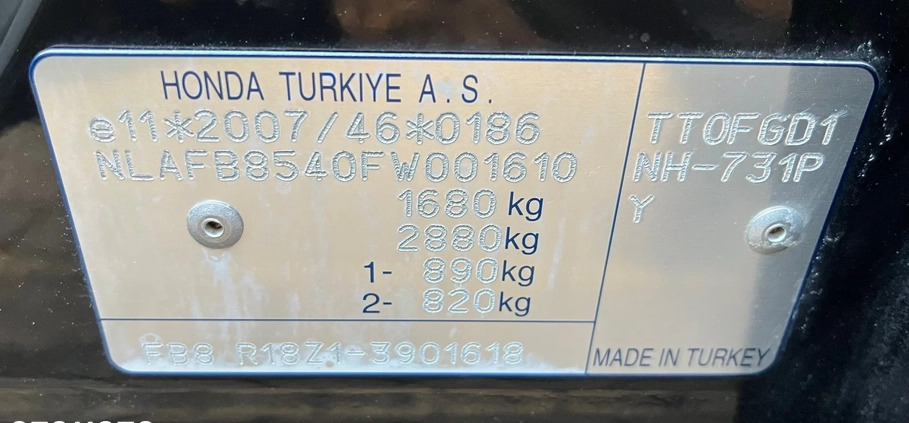 HONDA TURKIYE A.S.
e11*2007/46*0186
NLAFB8540FW001610
1680 kg
2880kg
1- 890kg
2- 820kg
FB8 R18Z1-3901618
TT0FGD1
NH-731P
Y
MADE IN TURKEY